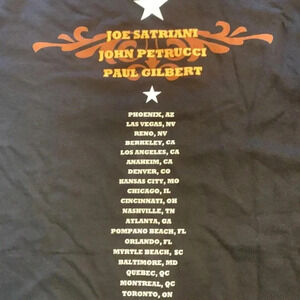 JOE SATRIANI
JOHN PETRUCCI
PAUL GILBERT
PHOENIX, AZ
LAS VEGAS, NV
RENO, NV
BERKELEY, CA
LOS ANGELES, CA
ANAHEIM, CA
DENVER, CO
KANSAS CITY, MO
CHICAGO, IL
CINCINNATI, OH
NASHVILLE, TN
ATLANTA, GA
POMPANO BEACH, FL
ORLANDO, FL
MYRTLE BEACH, SC
BALTIMORE, MD
QUEBEC, QC
MONTREAL, QC
TORONTO, ON